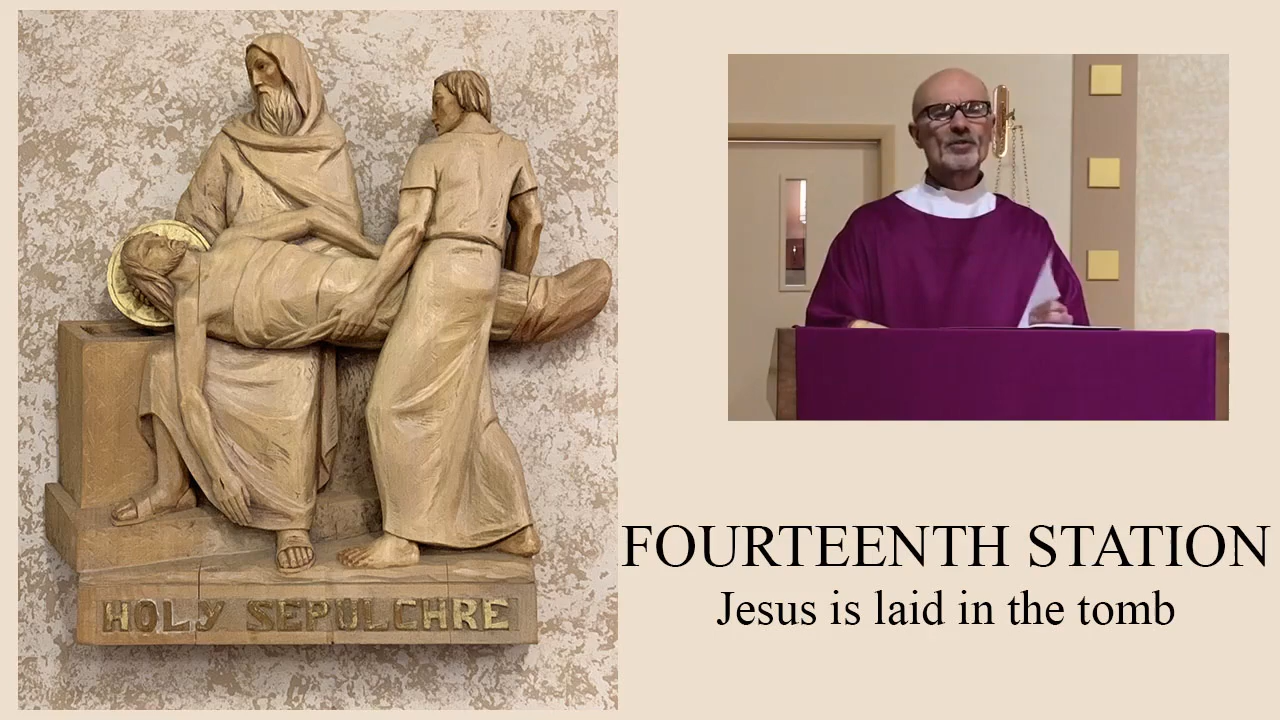 HOLY SEPULCHRE
FOURTEENTH STATION
Jesus is laid in the tomb